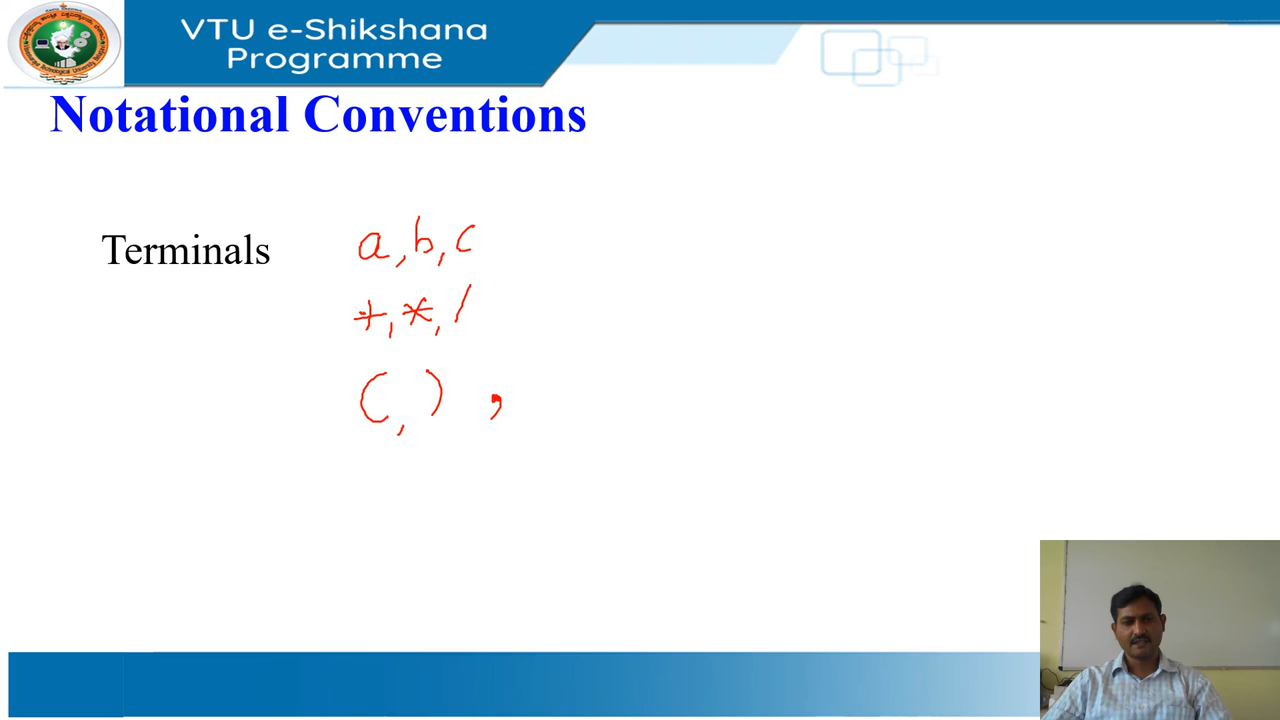 VTU e-Shikshana
Programme
Notational Conventions
Terminals a, b, c
+, *, /
(, ) ,